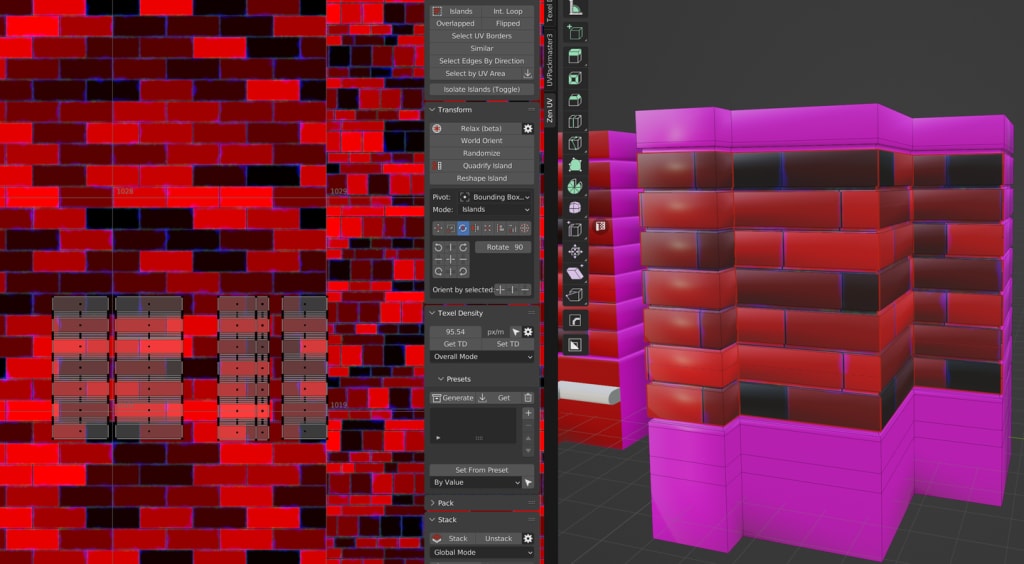 Islands Int. Loop
Overlapped Flipped
Select UV Borders
Similar
Select Edges By Direction
Select by UV Area
Isolate Islands (Toggle)
Transform
Relax (beta)
World Orient
Randomize
Quadrify Island
Reshape Island
Pivot: Bounding Box...
Mode: Islands
Rotate 90
Orient by selected:
Texel Density
95.54 px/m
Get TD Set TD
Overall Mode
Presets
Generate Get
Set From Preset
By Value
Pack
Stack
Stack Unstack
Global Mode
UVPackmaster3
Zen UV
1028
1029
1019